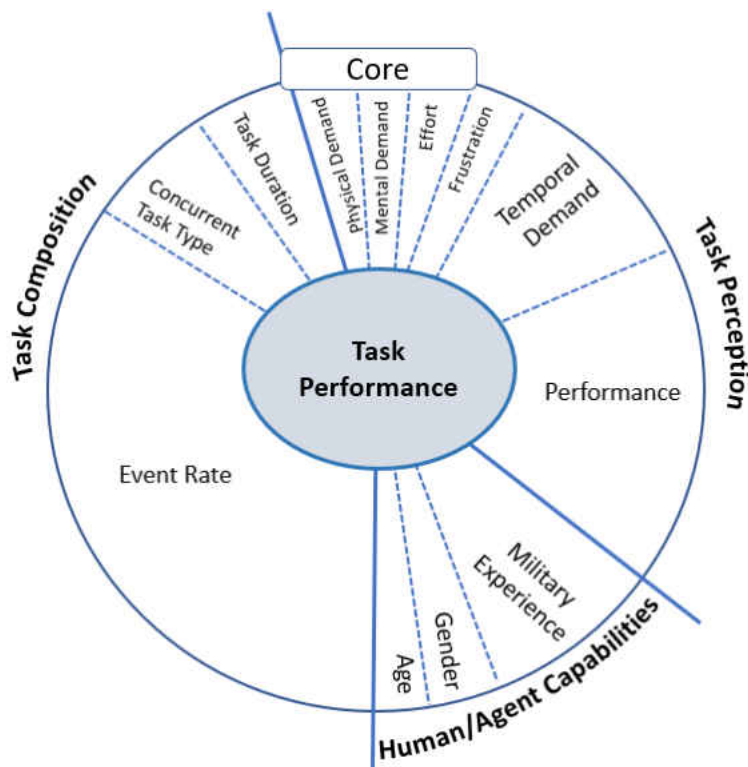 Core
Physical Demand
Mental Demand
Effort
Frustration
Temporal
Demand
Task Perception
Performance
Military
Experience
Gender
Age
Human/Agent Capabilities
Event Rate
Task Composition
Concurrent
Task Type
Task Duration
Task
Performance